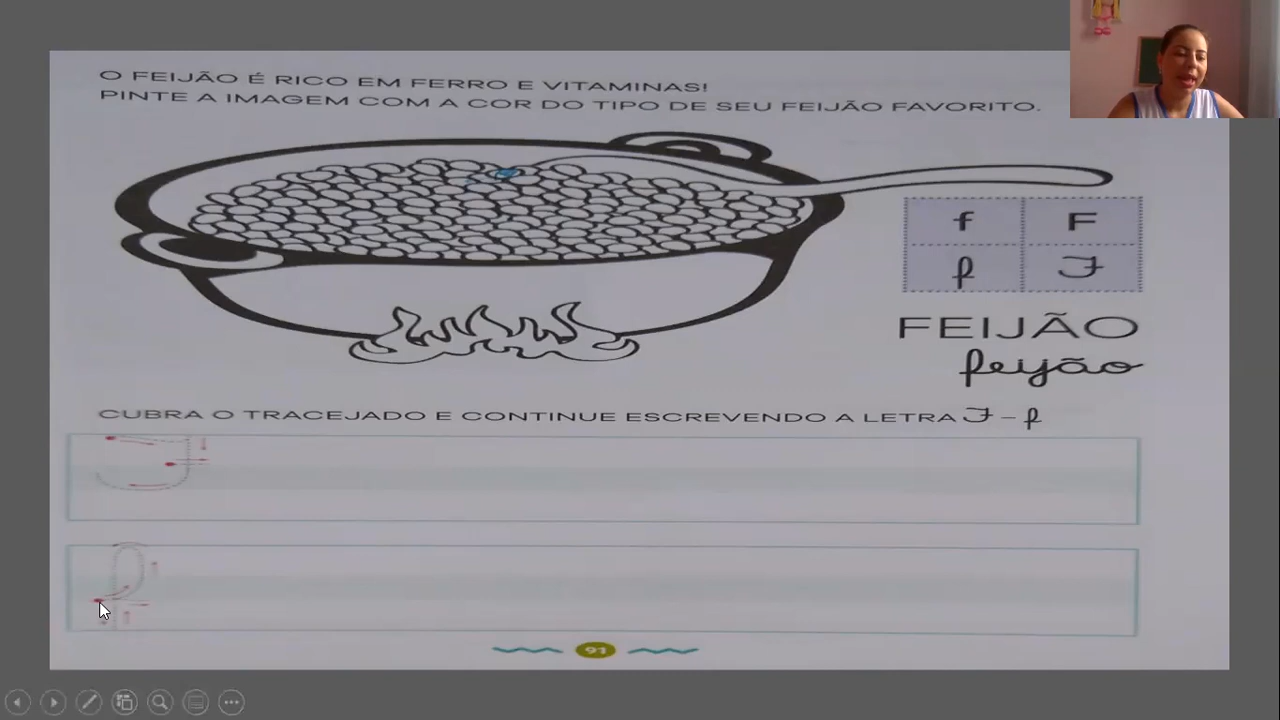 O FEIJÃO É RICO EM FERRO E VITAMINAS!
PINTE A IMAGEM COM A COR DO TIPO DE SEU FEIJÃO FAVORITO.
f F
f F
FEIJÃO
feijão
CUBRA O TRACEJADO E CONTINUE ESCREVENDO A LETRA F - f
F
f
91